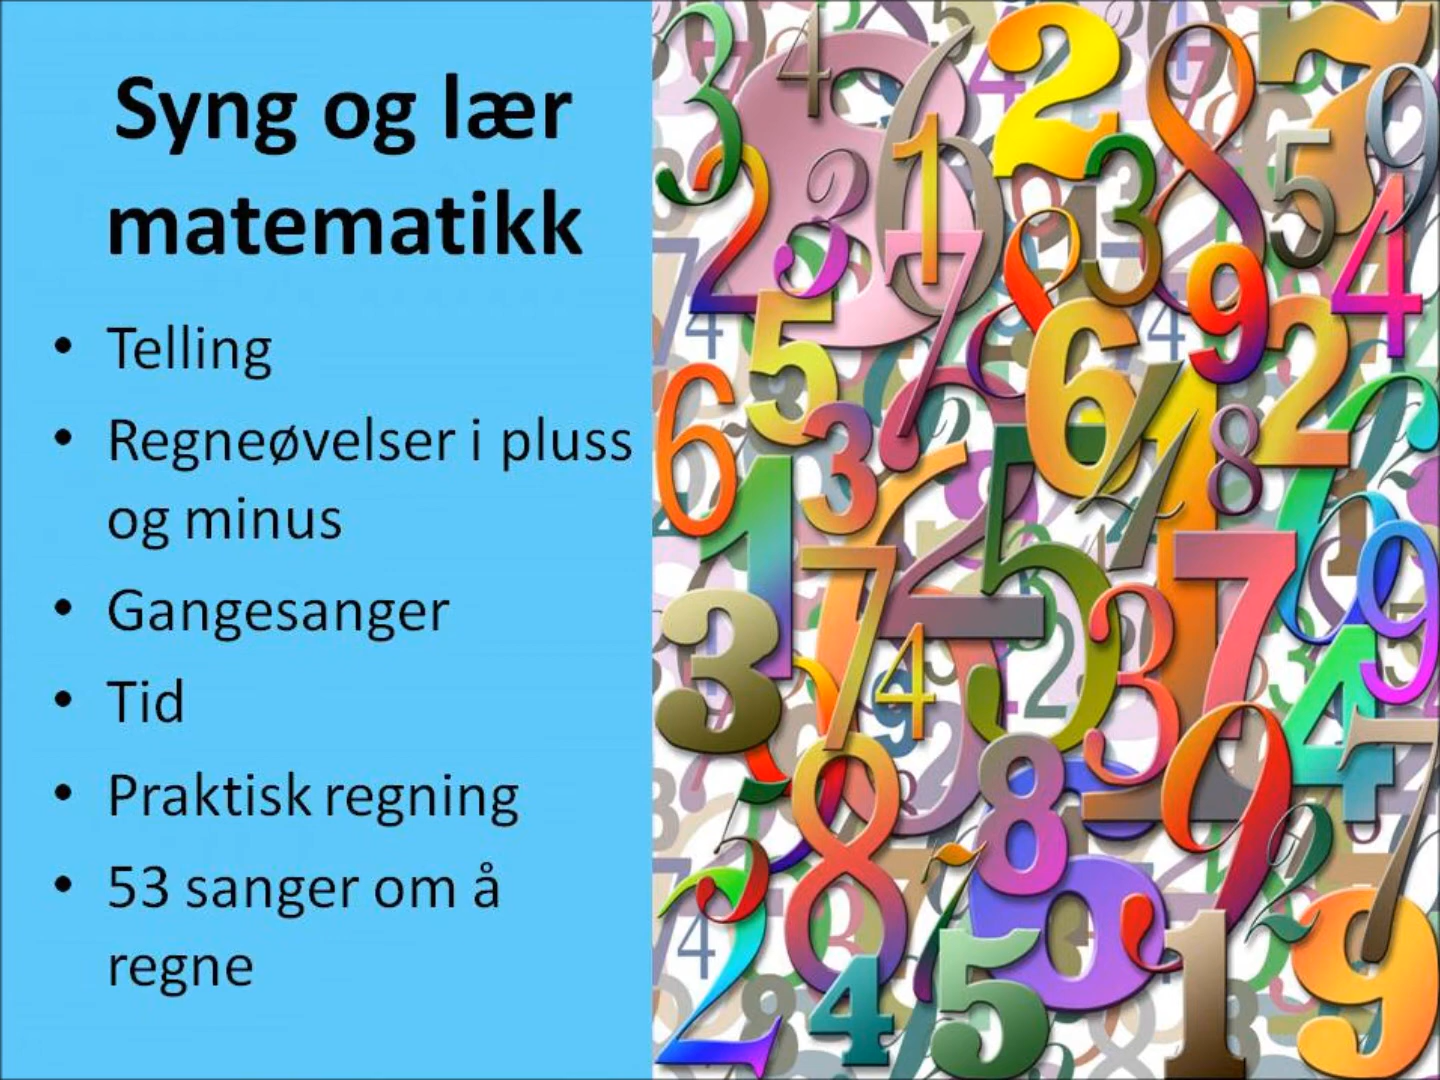 Syng og lær
matematikk
• Telling
• Regneøvelser i pluss
og minus
• Gangesanger
• Tid
• Praktisk regning
• 53 sanger om å
regne